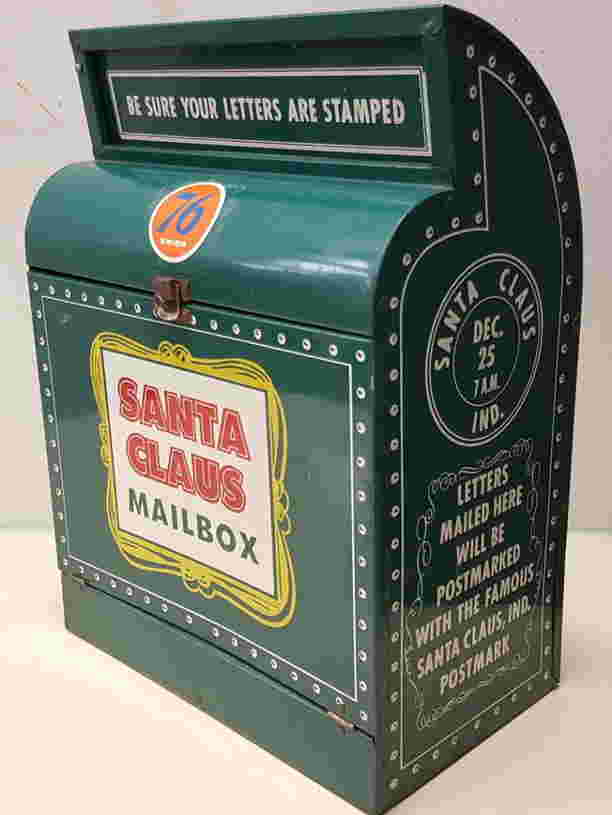 BE SURE YOUR LETTERS ARE STAMPED
76
UNION
SANTA
CLAUS
MAILBOX
SANTA CLAUS
DEC.
25
7 A.M.
IND.
LETTERS
MAILED HERE
WILL BE
POSTMARKED
WITH THE FAMOUS
SANTA CLAUS, IND.
POSTMARK